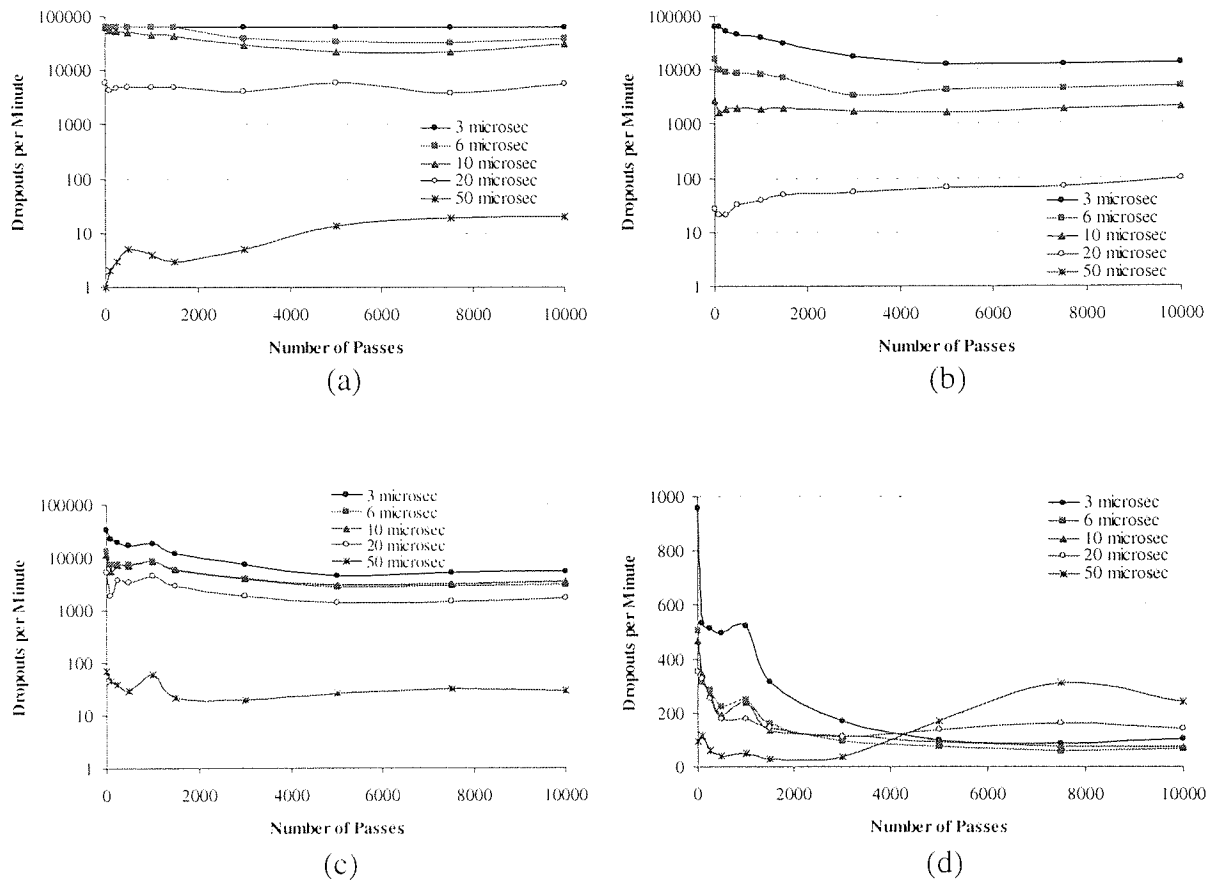 100000
10000
1000
100
10
1
Dropouts per Minute
3 microsec
6 microsec
10 microsec
20 microsec
50 microsec
0 2000 4000 6000 8000 10000
Number of Passes
(a)
100000
10000
1000
100
10
1
Dropouts per Minute
3 microsec
6 microsec
10 microsec
20 microsec
50 microsec
0 2000 4000 6000 8000 10000
Number of Passes
(b)
100000
10000
1000
100
10
1
Dropouts per Minute
3 microsec
6 microsec
10 microsec
20 microsec
50 microsec
0 2000 4000 6000 8000 10000
Number of Passes
(c)
1000
800
600
400
200
0
Dropouts per Minute
3 microsec
6 microsec
10 microsec
20 microsec
50 microsec
0 2000 4000 6000 8000 10000
Number of Passes
(d)